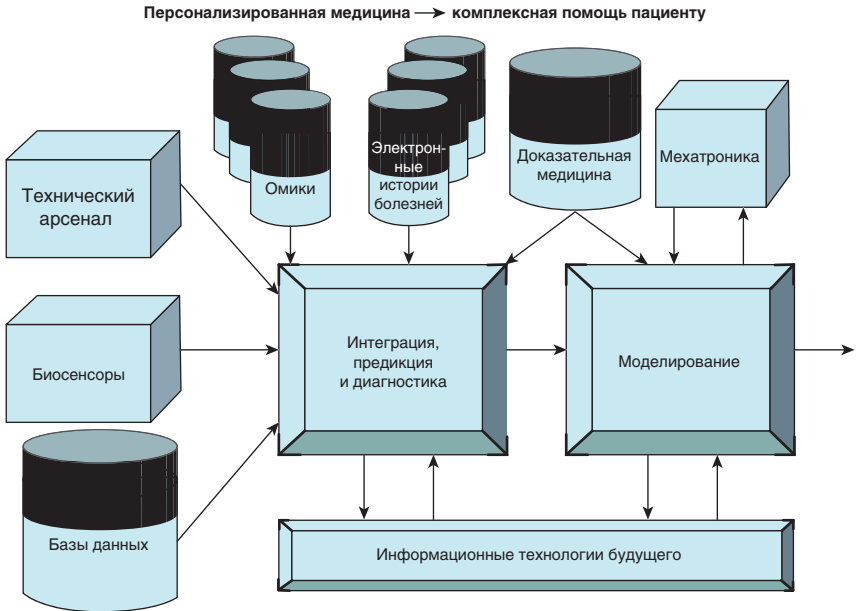 Персонализированная медицина → комплексная помощь пациенту
Технический
арсенал
Омики
Электрон-
ные
истории
болезней
Доказательная
медицина
Мехатроника
Биосенсоры
Интеграция,
предикция
и диагностика
Моделирование
Базы данных
Информационные технологии будущего